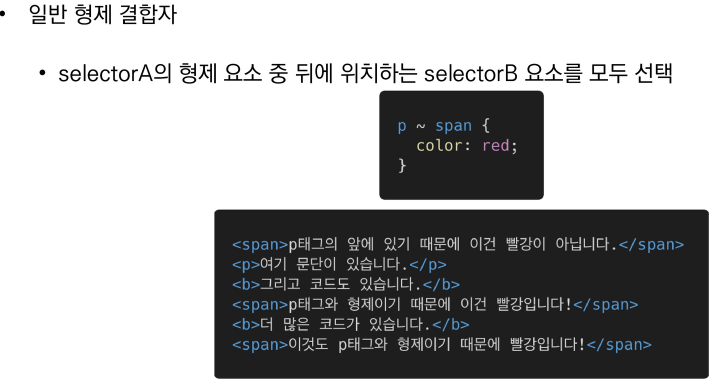 • 일반 형제 결합자
• selectorA의 형제 요소 중 뒤에 위치하는 selectorB 요소를 모두 선택
p ~ span {
  color: red;
}
<span>p태그의 앞에 있기 때문에 이건 빨강이 아닙니다.</span>
<p>여기 문단이 있습니다.</p>
<b>그리고 코드도 있습니다.</b>
<span>p태그와 형제이기 때문에 이건 빨강입니다!</span>
<b>더 많은 코드가 있습니다.</b>
<span>이것도 p태그와 형제이기 때문에 빨강입니다!</span>